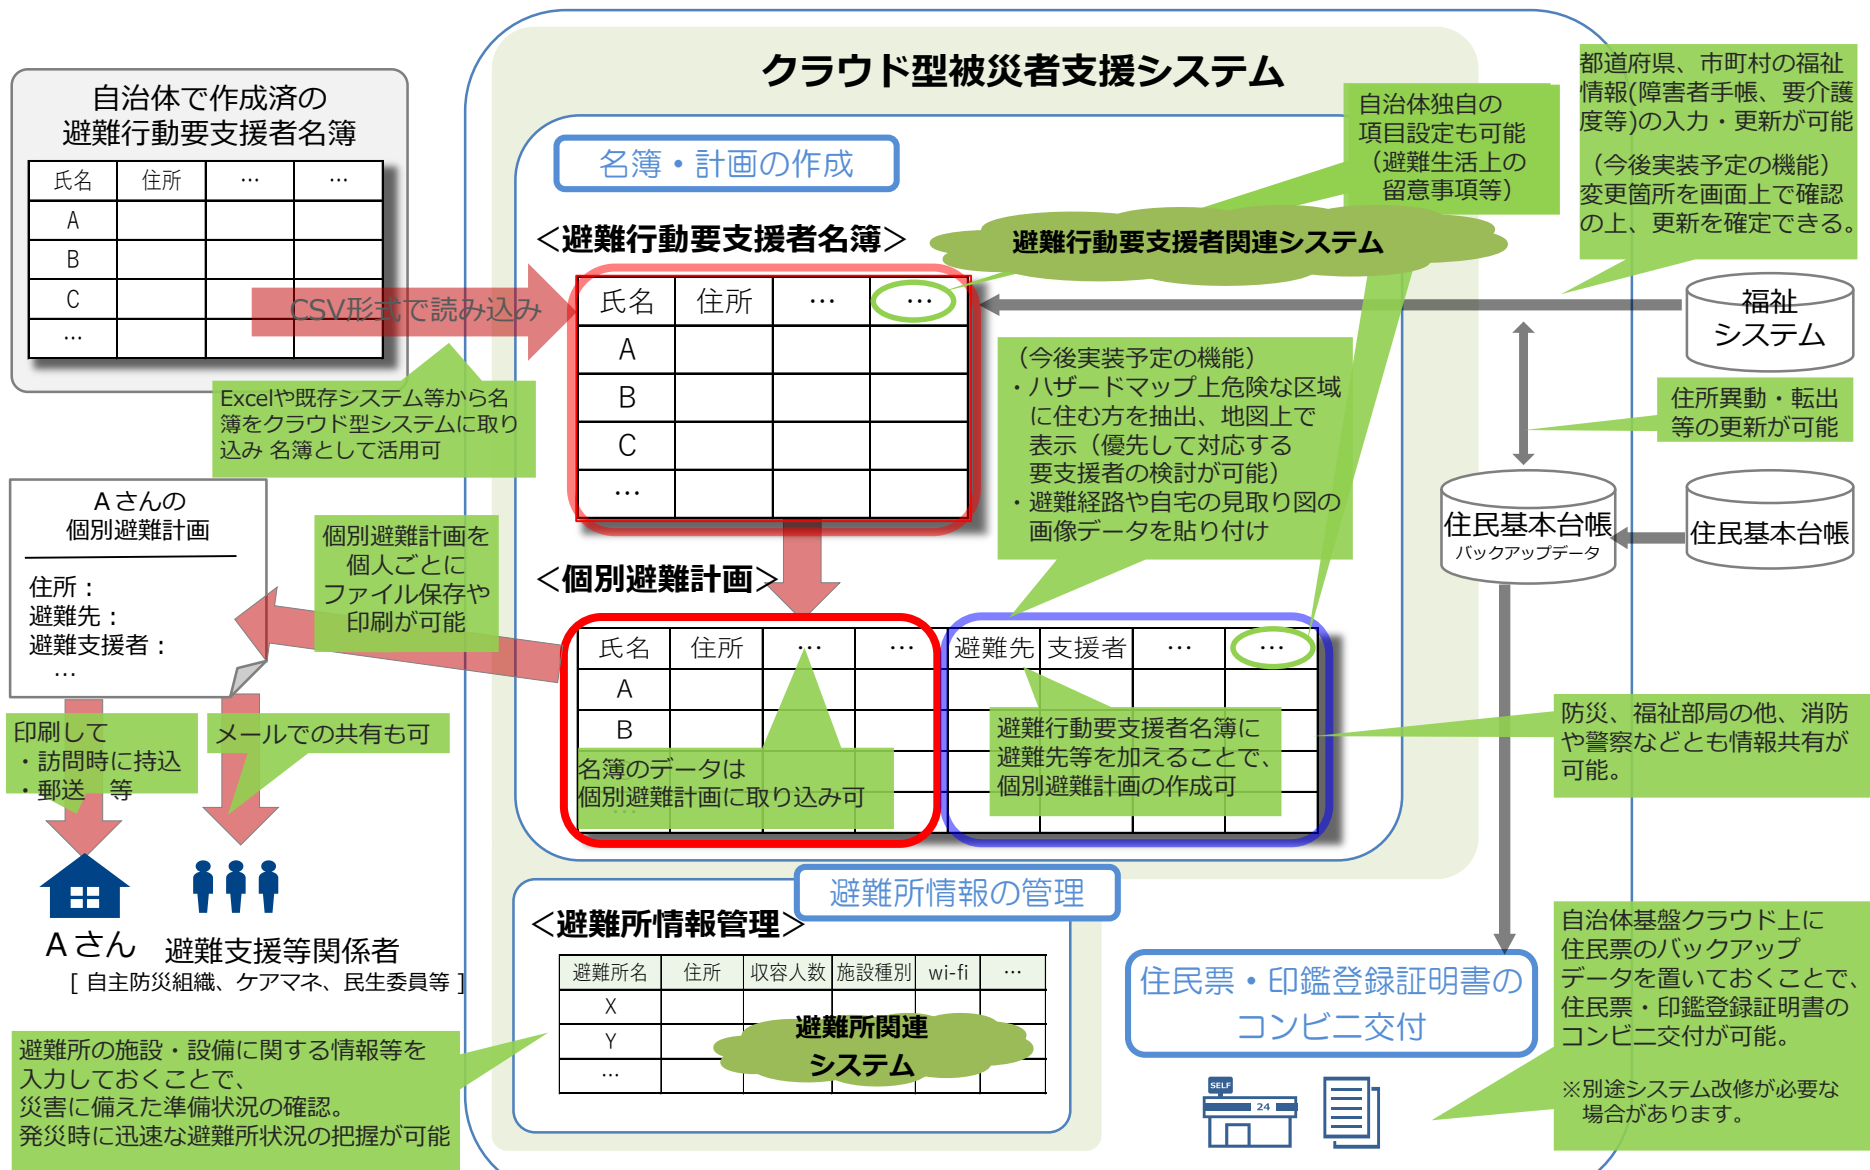 クラウド型被災者支援システム
自治体で作成済の
避難行動要支援者名簿
氏名 住所 … …
A
B
C
…
CSV形式で読み込み
Excelや既存システム等から名
簿をクラウド型システムに取り
込み 名簿として活用可
名簿・計画の作成
＜避難行動要支援者名簿＞
避難行動要支援者関連システム
氏名 住所 … …
A
B
C
…
自治体独自の
項目設定も可能
（避難生活上の
留意事項等）
都道府県、市町村の福祉
情報(障害者手帳、要介護
度等)の入力・更新が可能
（今後実装予定の機能）
変更箇所を画面上で確認
の上、更新を確定できる。
福祉
システム
（今後実装予定の機能）
・ハザードマップ上危険な区域
に住む方を抽出、地図上で
表示（優先して対応する
要支援者の検討が可能）
・避難経路や自宅の見取り図の
画像データを貼り付け
住所異動・転出
等の更新が可能
住民基本台帳
バックアップデータ
住民基本台帳
Ａさんの
個別避難計画
住所：
避難先：
避難支援者：
…
個別避難計画を
個人ごとに
ファイル保存や
印刷が可能
＜個別避難計画＞
氏名 住所 … … 避難先 支援者 … …
A
B
…
名簿のデータは
個別避難計画に取り込み可
避難行動要支援者名簿に
避難先等を加えることで、
個別避難計画の作成可
防災、福祉部局の他、消防
や警察などとも情報共有が
可能。
印刷して
・訪問時に持込
・郵送　等
メールでの共有も可
Ａさん
避難支援等関係者
[ 自主防災組織、ケアマネ、民生委員等 ]
避難所情報の管理
＜避難所情報管理＞
避難所名 住所 収容人数 施設種別 wi-fi …
X
Y
…
避難所関連
システム
避難所の施設・設備に関する情報等を
入力しておくことで、
災害に備えた準備状況の確認。
発災時に迅速な避難所状況の把握が可能
住民票・印鑑登録証明書の
コンビニ交付
SELF
24
自治体基盤クラウド上に
住民票のバックアップ
データを置いておくことで、
住民票・印鑑登録証明書の
コンビニ交付が可能。
※別途システム改修が必要な
場合があります。